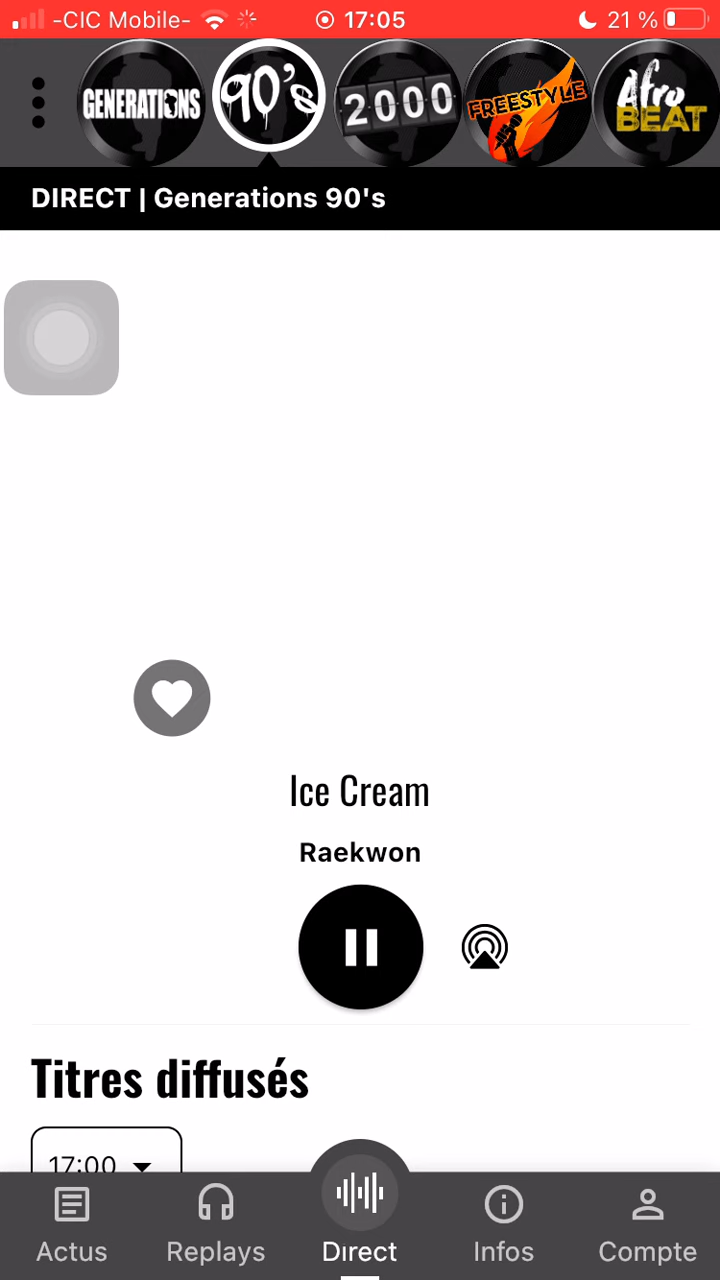 -CIC Mobile-
17:05
21 %
GENERATIONS
90's
2000
FREESTYLE
Afro
BEAT
DIRECT | Generations 90's
Ice Cream
Raekwon
Titres diffusés
17:00
Actus
Replays
Direct
Infos
Compte